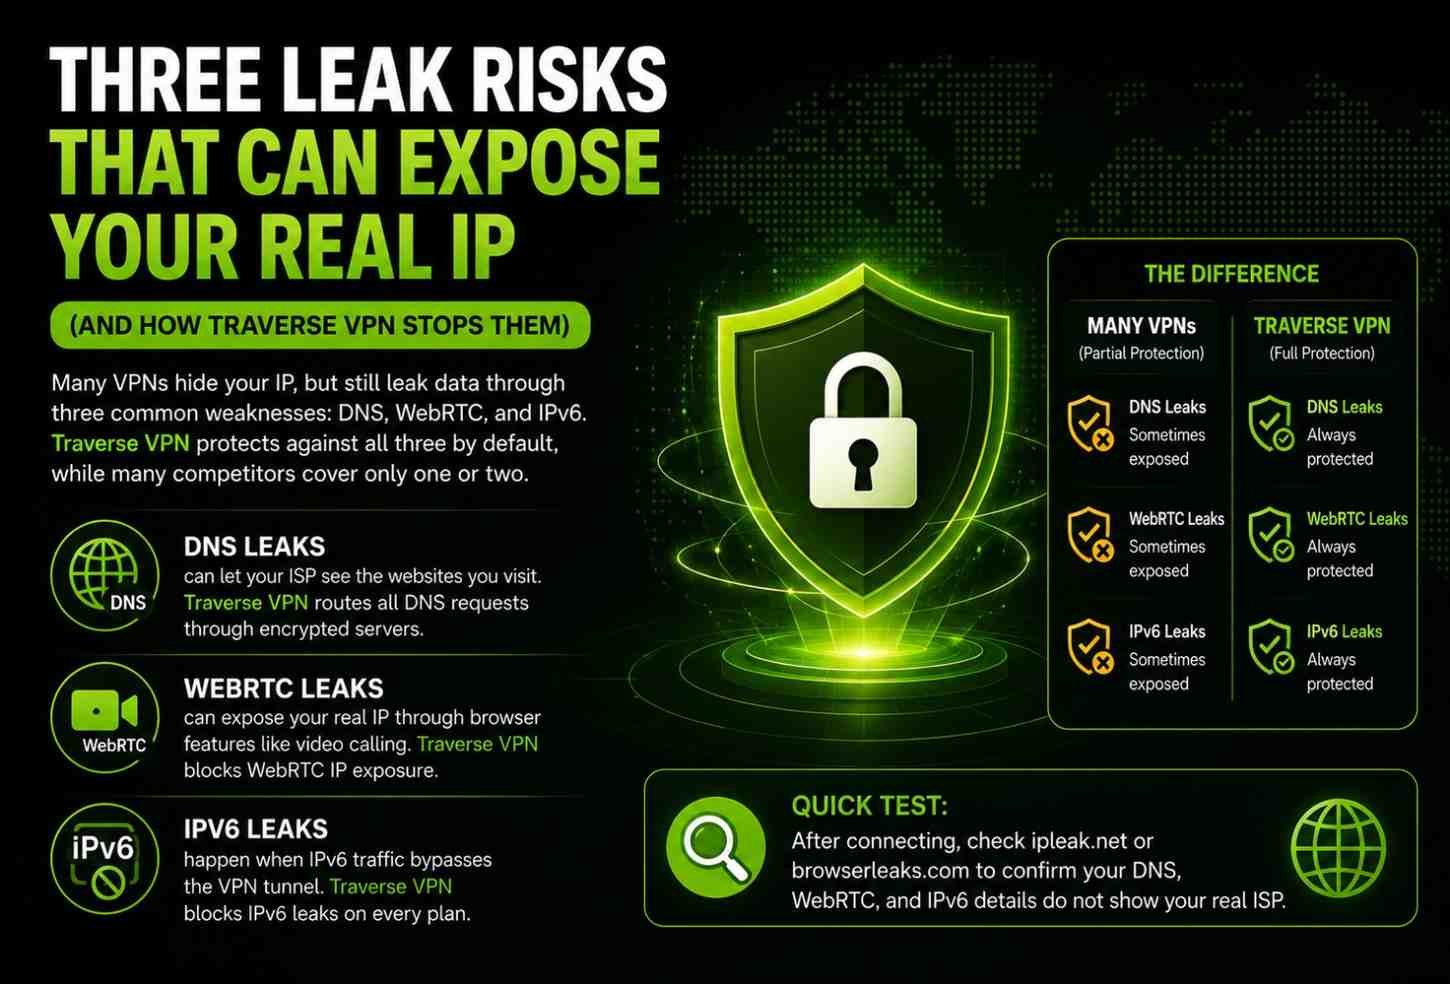 THREE LEAK RISKS
THAT CAN EXPOSE
YOUR REAL IP
(AND HOW TRAVERSE VPN STOPS THEM)
Many VPNs hide your IP, but still leak data through
three common weaknesses: DNS, WebRTC, and IPv6.
Traverse VPN protects against all three by default,
while many competitors cover only one or two.
DNS
DNS LEAKS
can let your ISP see the websites you visit.
Traverse VPN routes all DNS requests
through encrypted servers.
WebRTC
WEBRTC LEAKS
can expose your real IP through browser
features like video calling. Traverse VPN
blocks WebRTC IP exposure.
iPv6
IPV6 LEAKS
happen when IPv6 traffic bypasses
the VPN tunnel. Traverse VPN
blocks IPv6 leaks on every plan.
THE DIFFERENCE
MANY VPNs
(Partial Protection)
DNS Leaks
Sometimes
exposed
WebRTC Leaks
Sometimes
exposed
IPv6 Leaks
Sometimes
exposed
TRAVERSE VPN
(Full Protection)
DNS Leaks
Always
protected
WebRTC Leaks
Always
protected
IPv6 Leaks
Always
protected
QUICK TEST:
After connecting, check ipleak.net or
browserleaks.com to confirm your DNS,
WebRTC, and IPv6 details do not show your real ISP.